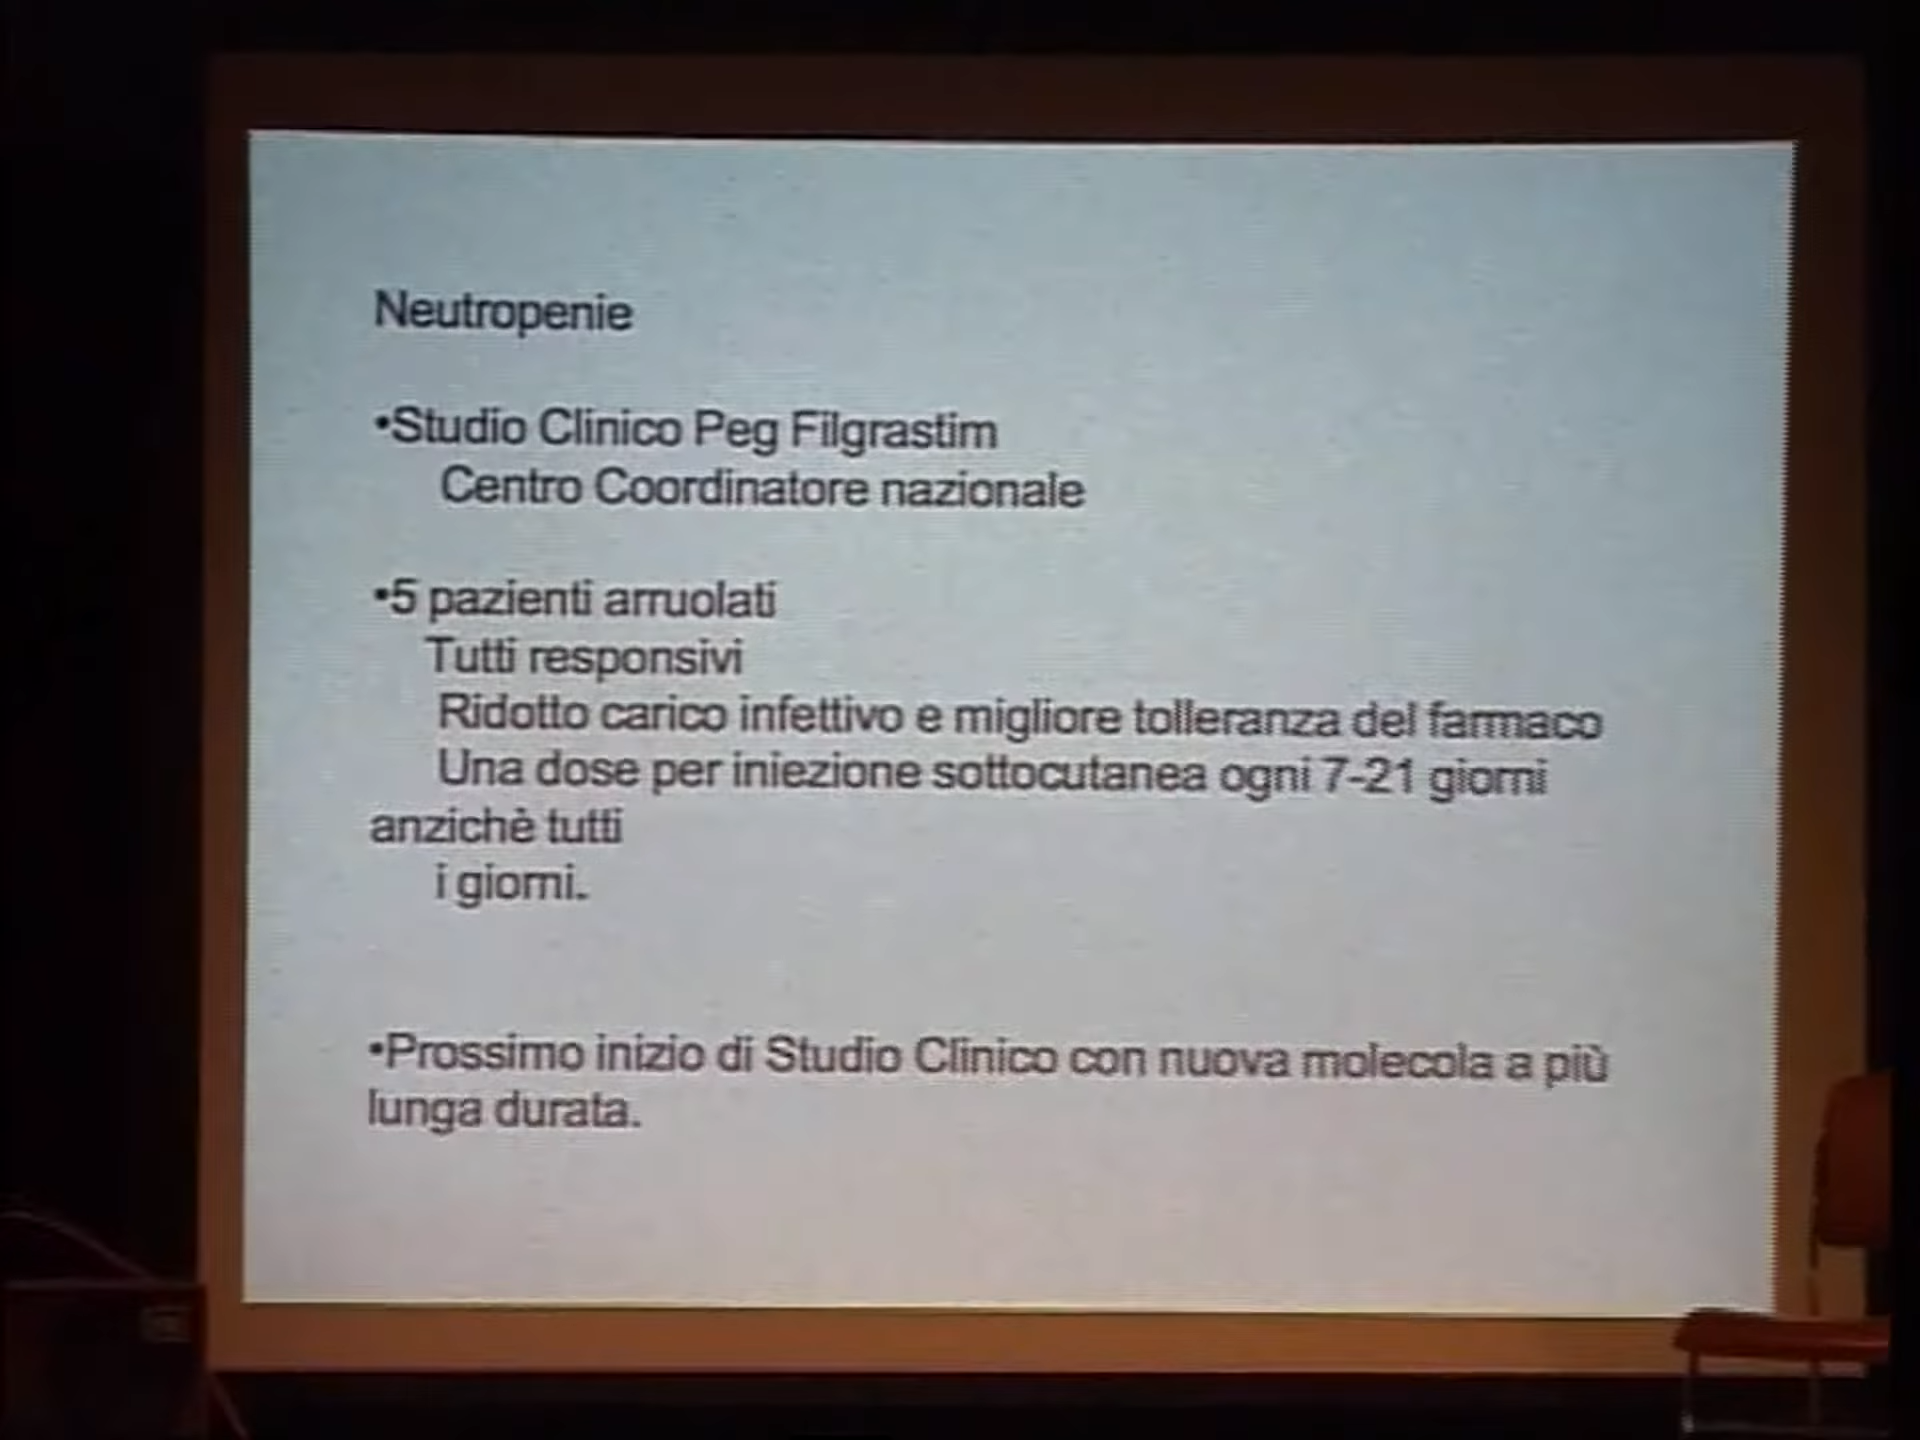 Neutropenie
•Studio Clinico Peg Filgrastim
Centro Coordinatore nazionale
•5 pazienti arruolati
Tutti responsivi
Ridotto carico infettivo e migliore tolleranza del farmaco
Una dose per iniezione sottocutanea ogni 7-21 giorni
anzichè tutti
i giorni.
•Prossimo inizio di Studio Clinico con nuova molecola a più
lunga durata.